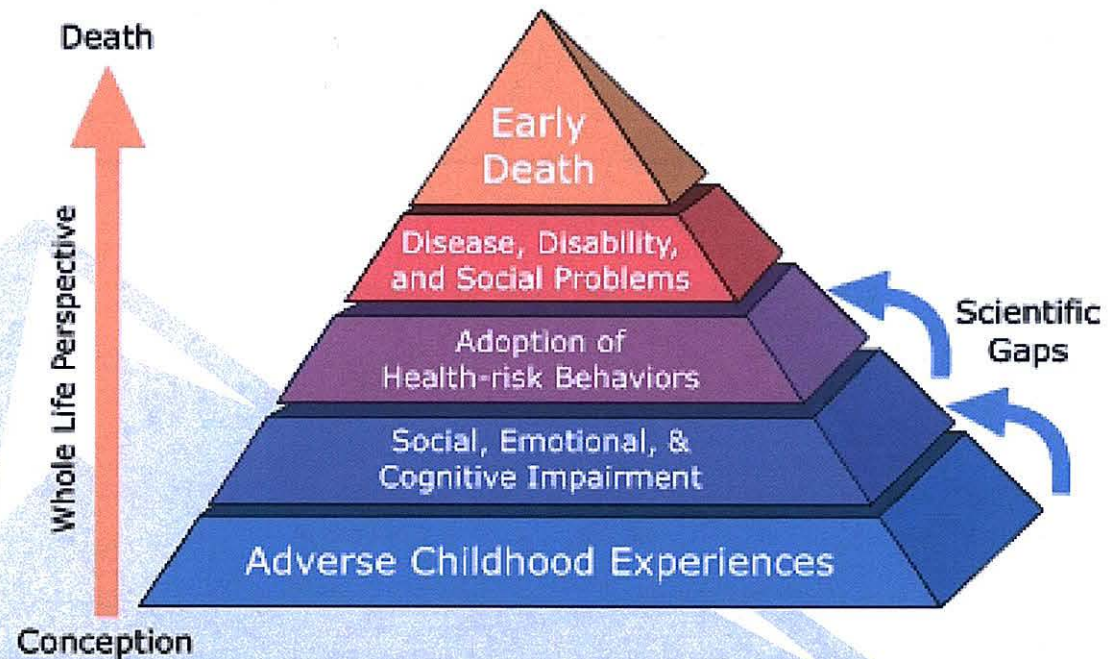 Death
Early
Death
Disease, Disability,
and Social Problems
Scientific
Gaps
Whole Life Perspective
Adoption of
Health-risk Behaviors
Social, Emotional, &
Cognitive Impairment
Adverse Childhood Experiences
Conception